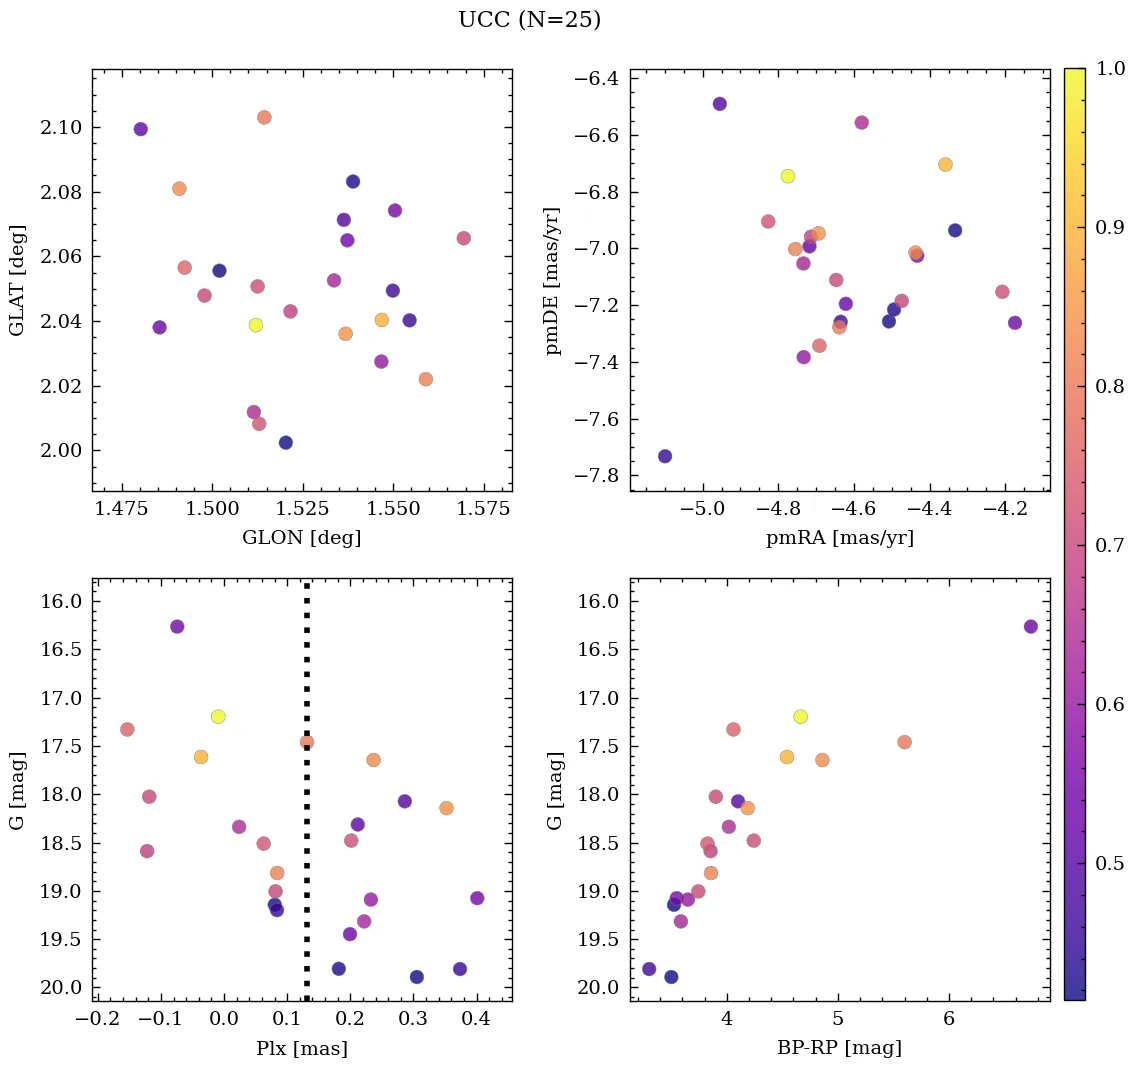 UCC (N=25)
2.10
2.08
2.06
2.04
2.02
2.00
GLAT [deg]
1.475 1.500 1.525 1.550 1.575
GLON [deg]
−6.4
−6.6
−6.8
−7.0
−7.2
−7.4
−7.6
−7.8
pmDE [mas/yr]
−5.0 −4.8 −4.6 −4.4 −4.2
pmRA [mas/yr]
16.0
16.5
17.0
17.5
18.0
18.5
19.0
19.5
20.0
G [mag]
−0.2 −0.1 0.0 0.1 0.2 0.3 0.4
Plx [mas]
16.0
16.5
17.0
17.5
18.0
18.5
19.0
19.5
20.0
G [mag]
4 5 6
BP-RP [mag]
1.0
0.9
0.8
0.7
0.6
0.5